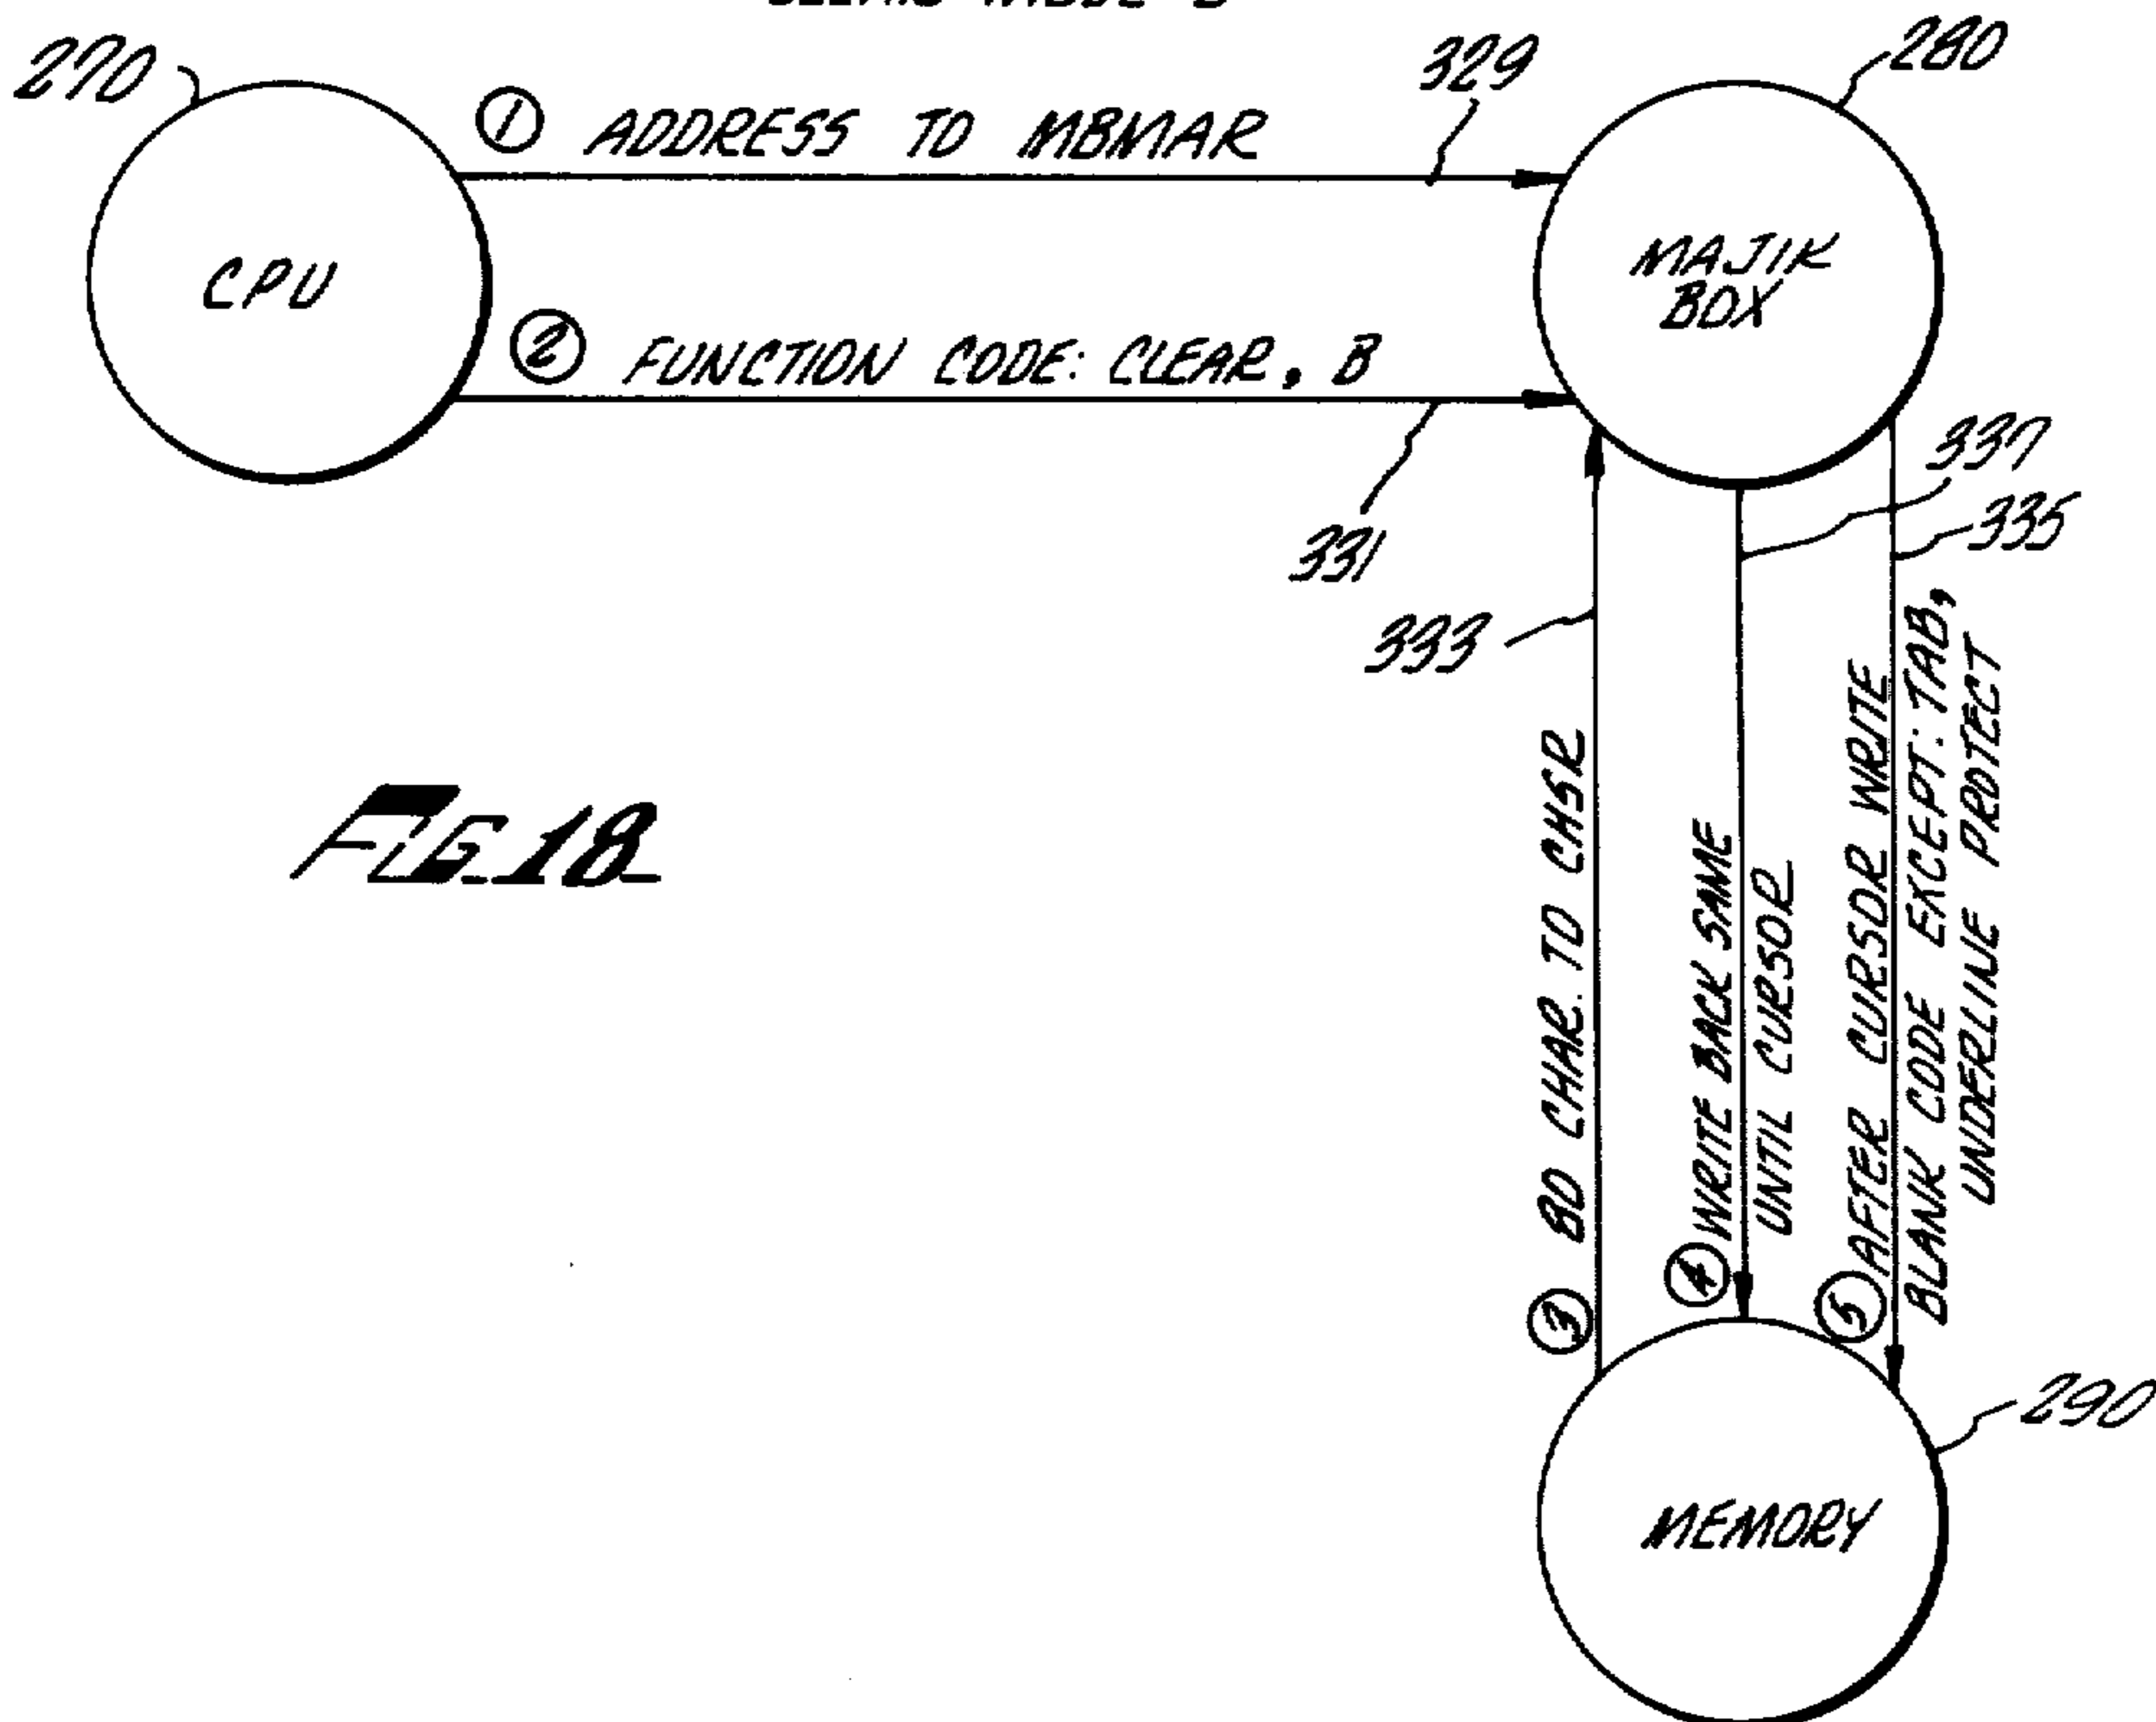 270
329
280
① ADDRESS TO MBMAR
CPU
MAJIK
BOX
② FUNCTION CODE: CLEAR, B
337
335
331
333
③ 80 CHAR. TO CHSR
④ WRITE BACK SAME
UNTIL CURSOR
⑤ AFTER CURSOR WRITE
BLANK CODE EXCEPT: TAB,
UNDERLINE PROTECT
FIG. 18
290
MEMORY